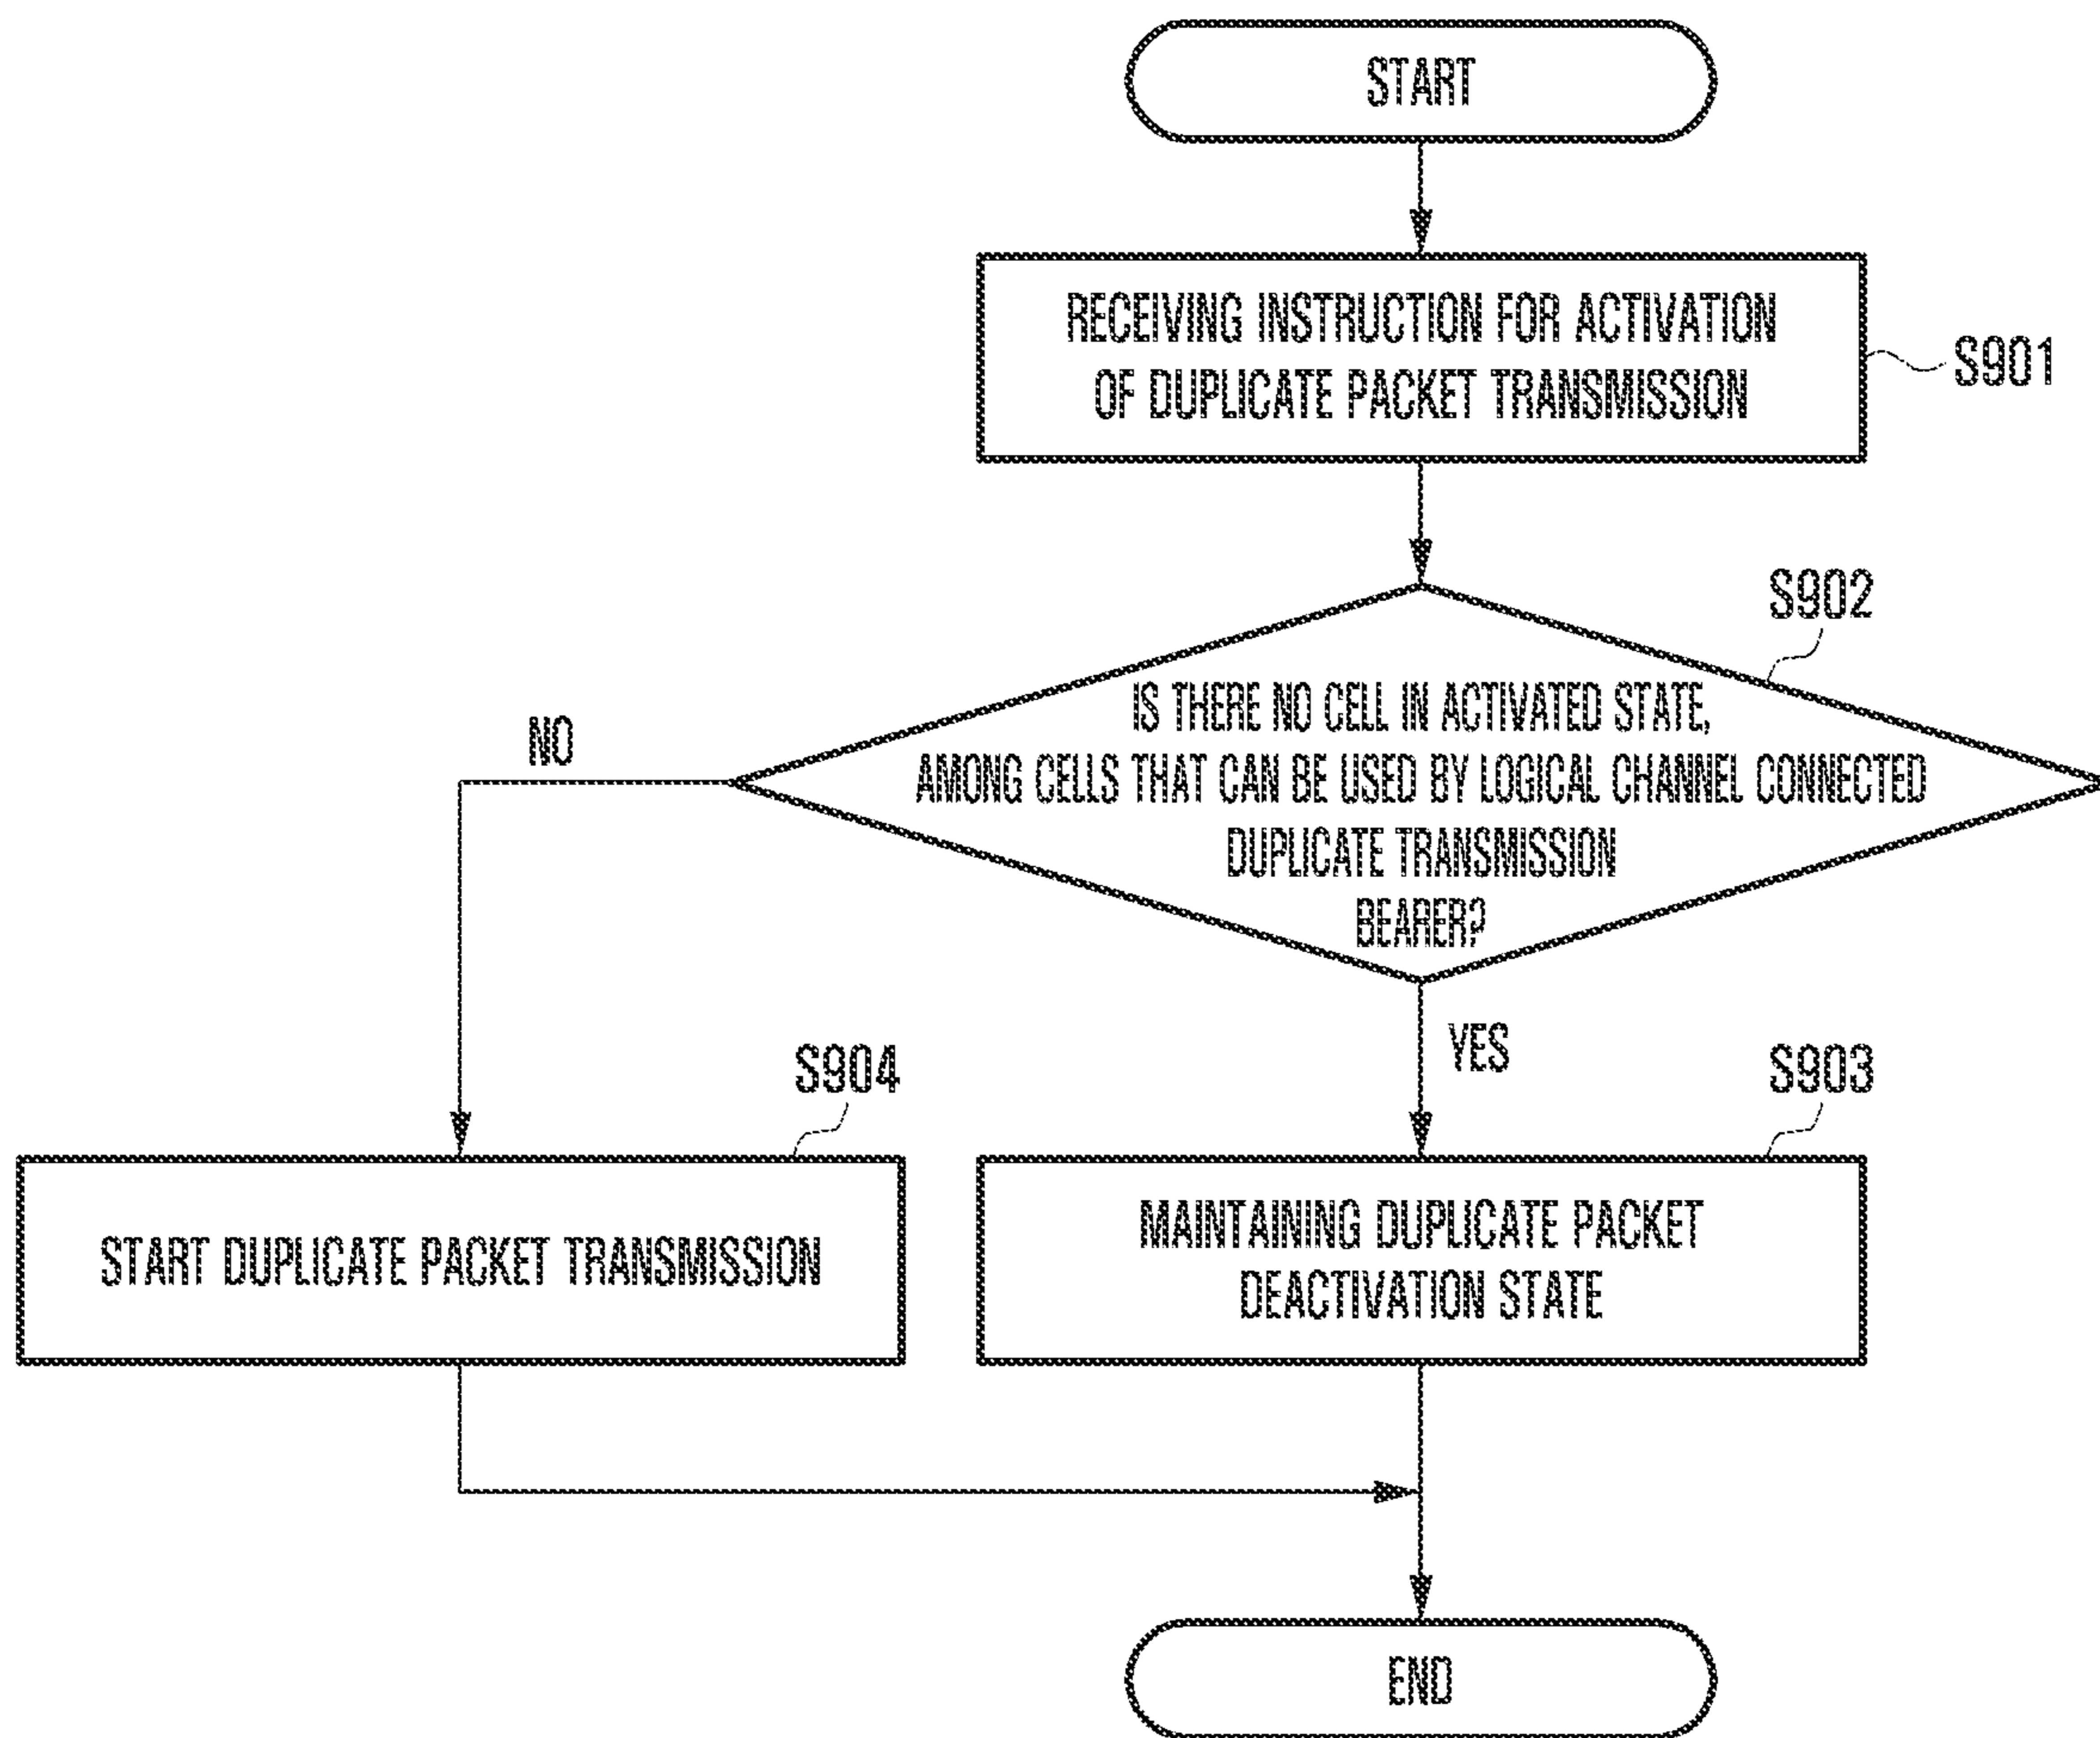 START
RECEIVING INSTRUCTION FOR ACTIVATION
OF DUPLICATE PACKET TRANSMISSION
S901
S902
IS THERE NO CELL IN ACTIVATED STATE,
AMONG CELLS THAT CAN BE USED BY LOGICAL CHANNEL CONNECTED
DUPLICATE TRANSMISSION
BEARER?
NO
YES
S904
START DUPLICATE PACKET TRANSMISSION
S903
MAINTAINING DUPLICATE PACKET
DEACTIVATION STATE
END